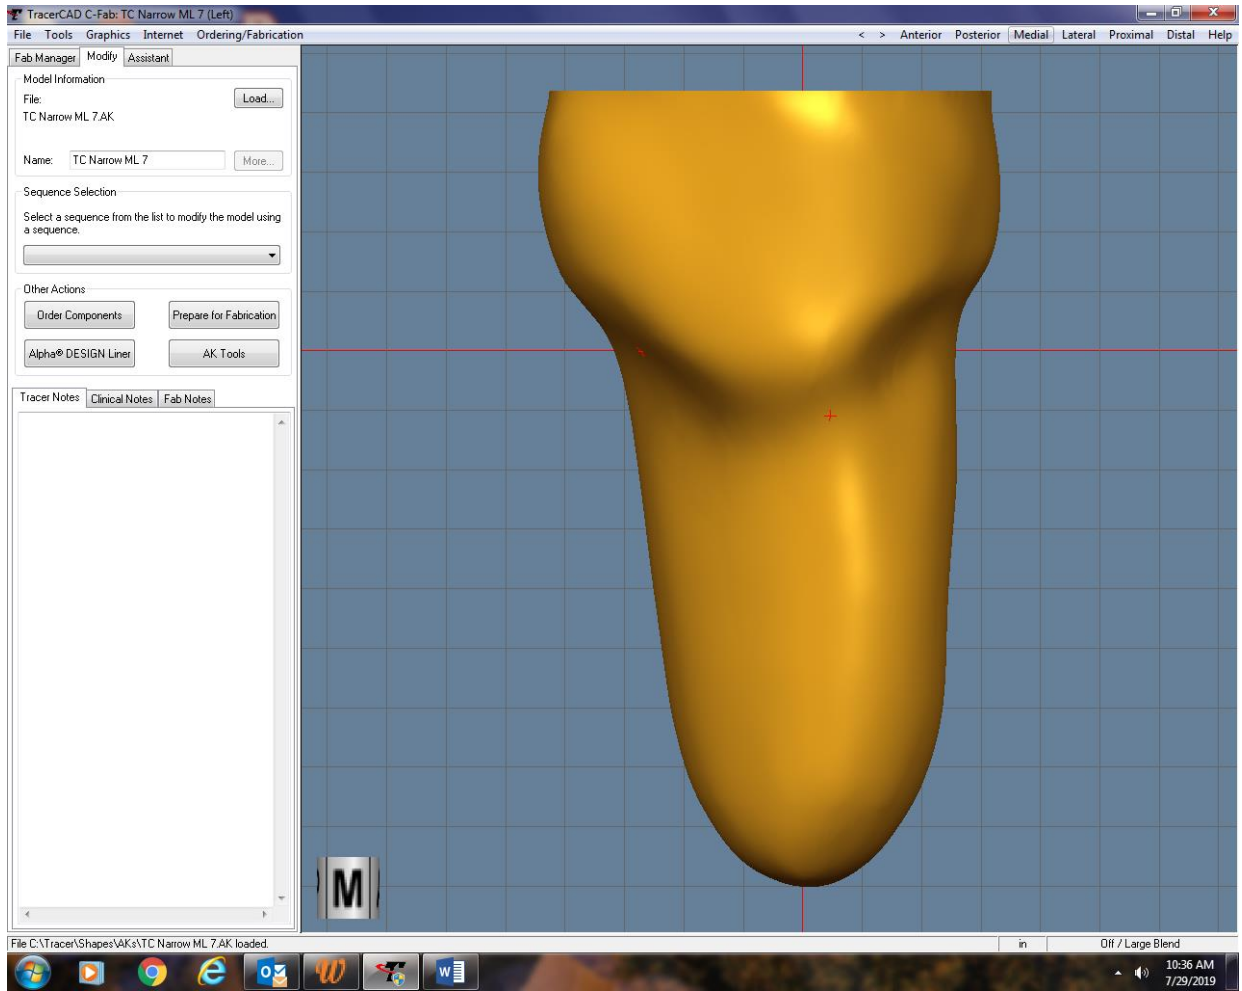 TracerCAD C-Fab: TC Narrow ML 7 (Left)
File Tools Graphics Internet Ordering/Fabrication < > Anterior Posterior Medial Lateral Proximal Distal Help
Fab Manager Modify Assistant
Model Information
File: Load...
TC Narrow ML 7.AK
Name: TC Narrow ML 7 More...
Sequence Selection
Select a sequence from the list to modify the model using
a sequence.
Other Actions
Order Components Prepare for Fabrication
Alpha® DESIGN Liner AK Tools
Tracer Notes Clinical Notes Fab Notes
M
File C:\Tracer\Shapes\AKs\TC Narrow ML 7.AK loaded. in Off / Large Blend
10:36 AM
7/29/2019